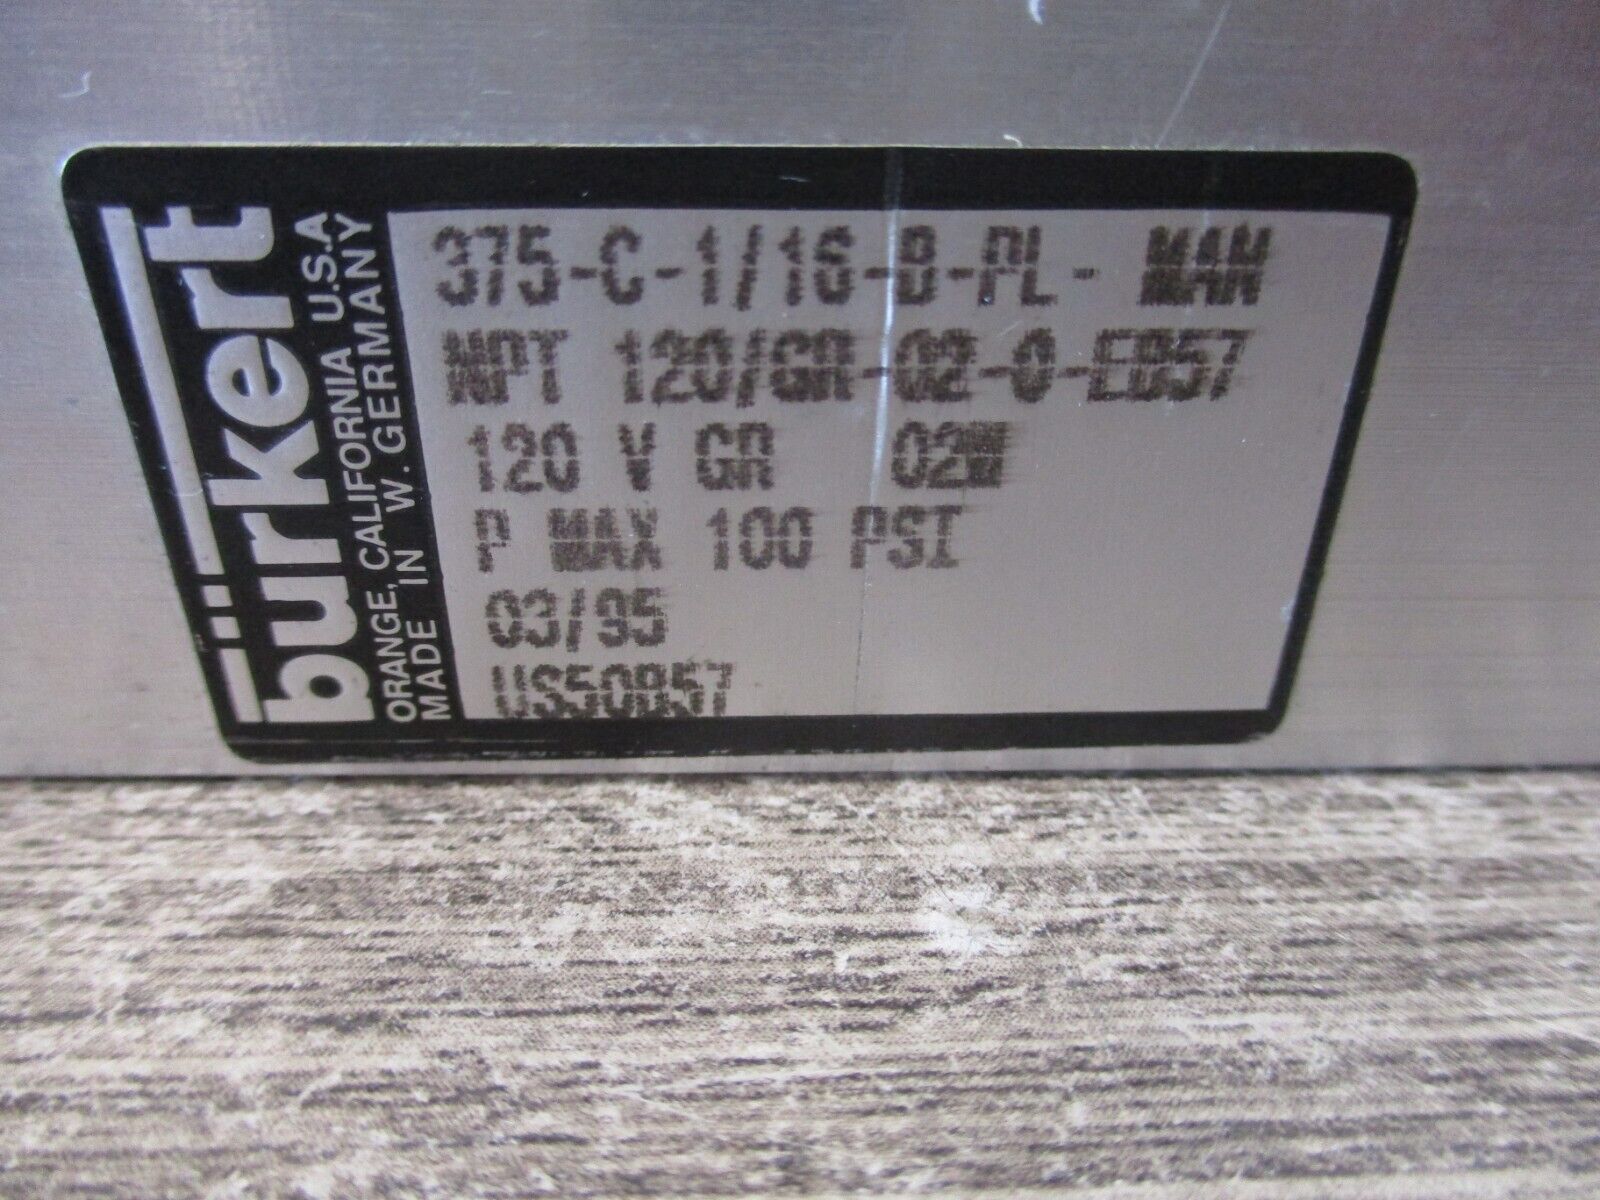 bürkert
ORANGE, CALIFORNIA U.S.A
MADE IN W. GERMANY
375-C-1/16-B-PL- MAN
NPT 120/GR-02-0-EB57
120 V GR 02W
P MAX 100 PSI
03/95
US50B57